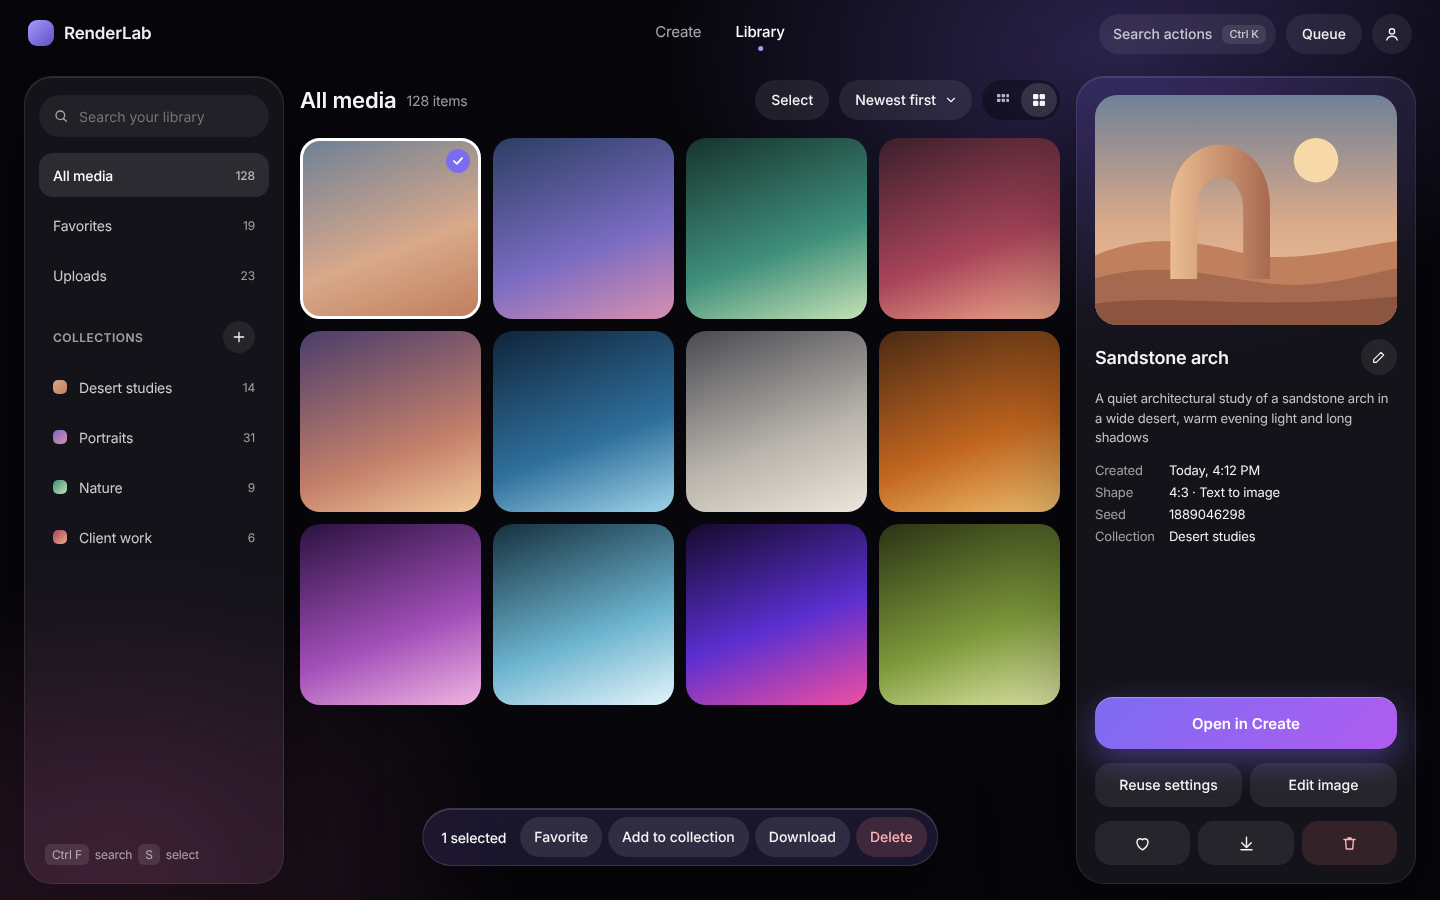 RenderLab
Create
Library
Search actions
Ctrl K
Queue
Search your library
All media
128
Favorites
19
Uploads
23
COLLECTIONS
Desert studies
14
Portraits
31
Nature
9
Client work
6
Ctrl F
search
S
select
All media
128 items
Select
Newest first
1 selected
Favorite
Add to collection
Download
Delete
Sandstone arch
A quiet architectural study of a sandstone arch in
a wide desert, warm evening light and long
shadows
Created
Today, 4:12 PM
Shape
4:3 · Text to image
Seed
1889046298
Collection
Desert studies
Open in Create
Reuse settings
Edit image